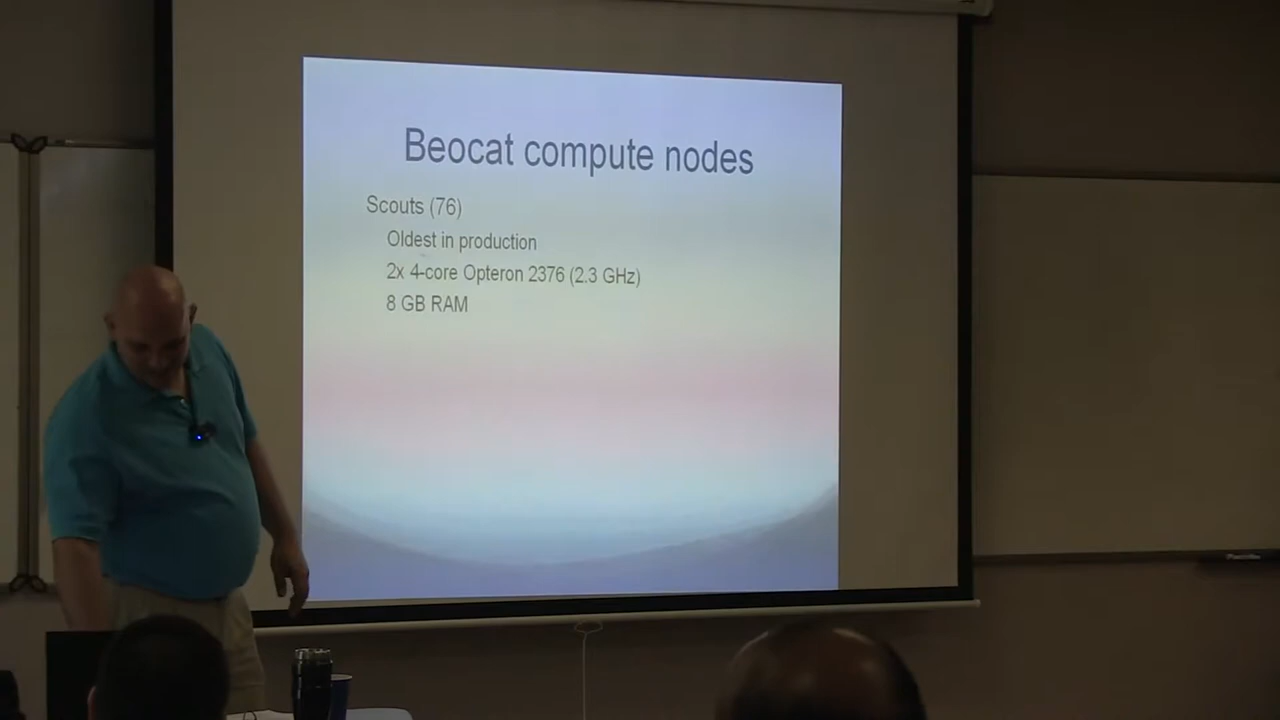 Beocat compute nodes
Scouts (76)
Oldest in production
2x 4-core Opteron 2376 (2.3 GHz)
8 GB RAM